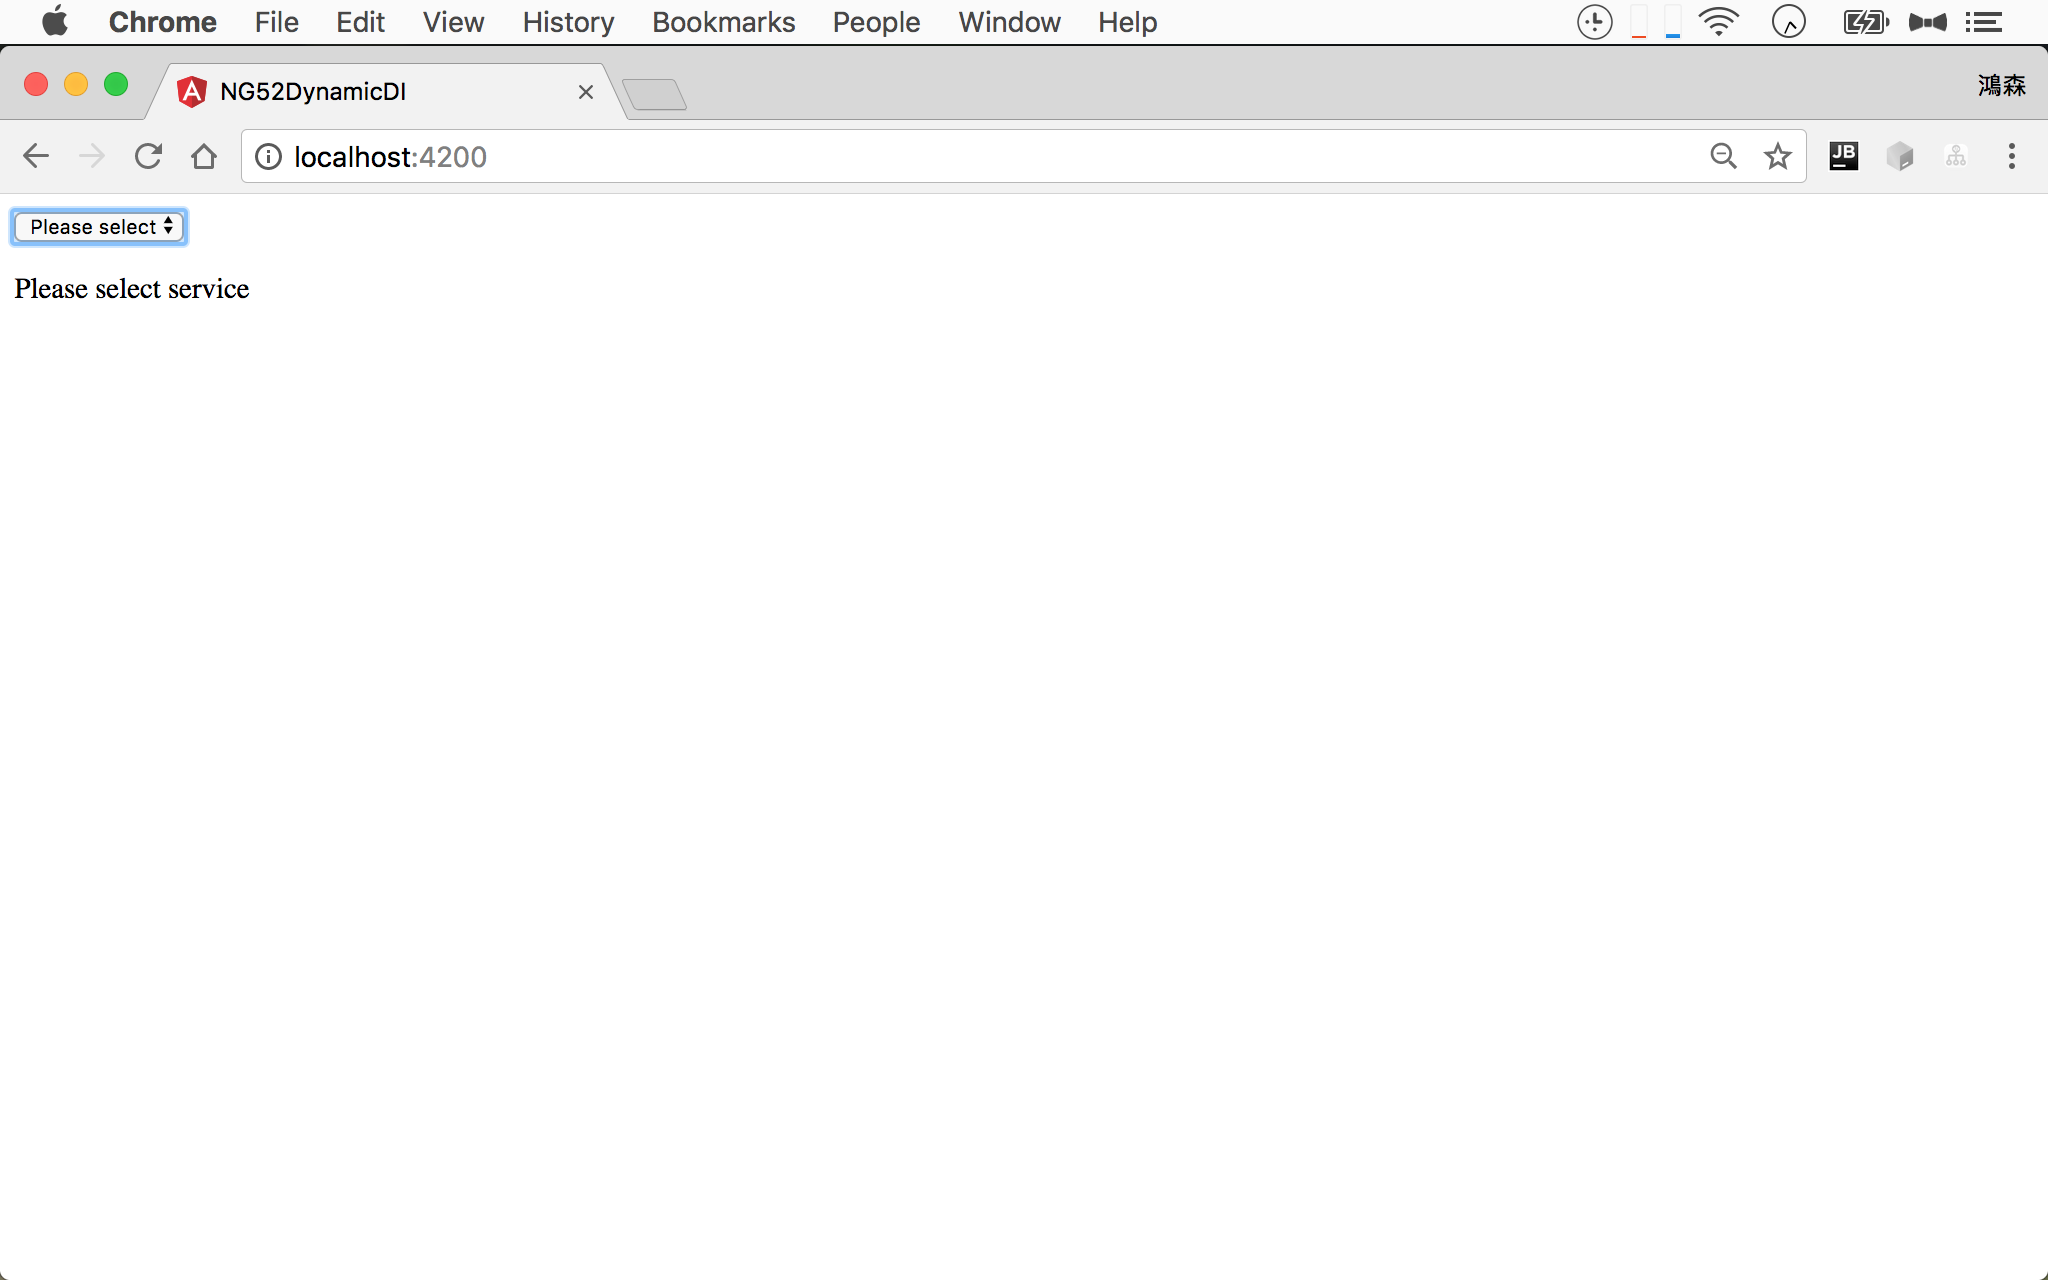 Chrome File Edit View History Bookmarks People Window Help
NG52DynamicDI
鴻森
localhost:4200
JB
Please select
Please select service